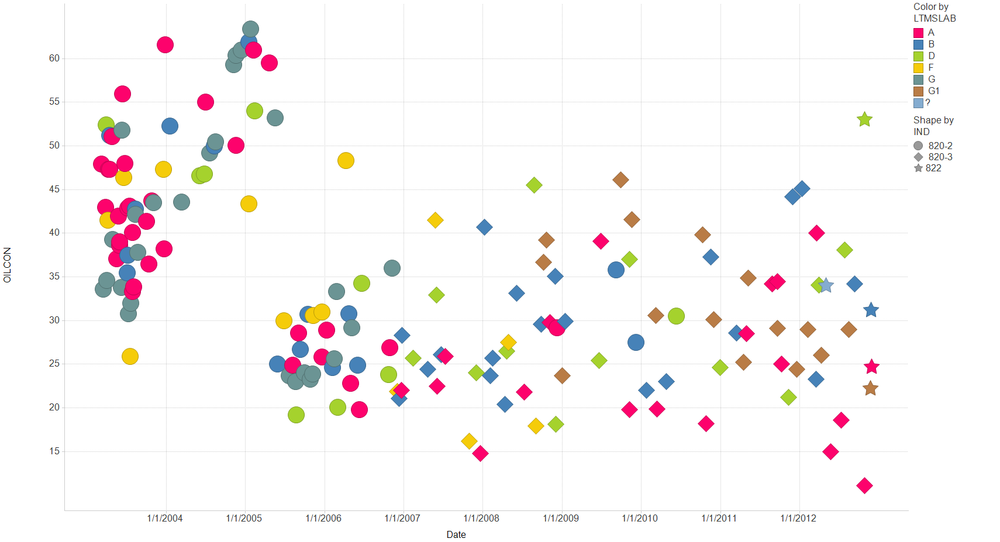 Color by
LTMSLAB
A
B
D
F
G
G1
?
Shape by
IND
820-2
820-3
822
OILCON
60
55
50
45
40
35
30
25
20
15
1/1/2004 1/1/2005 1/1/2006 1/1/2007 1/1/2008 1/1/2009 1/1/2010 1/1/2011 1/1/2012
Date